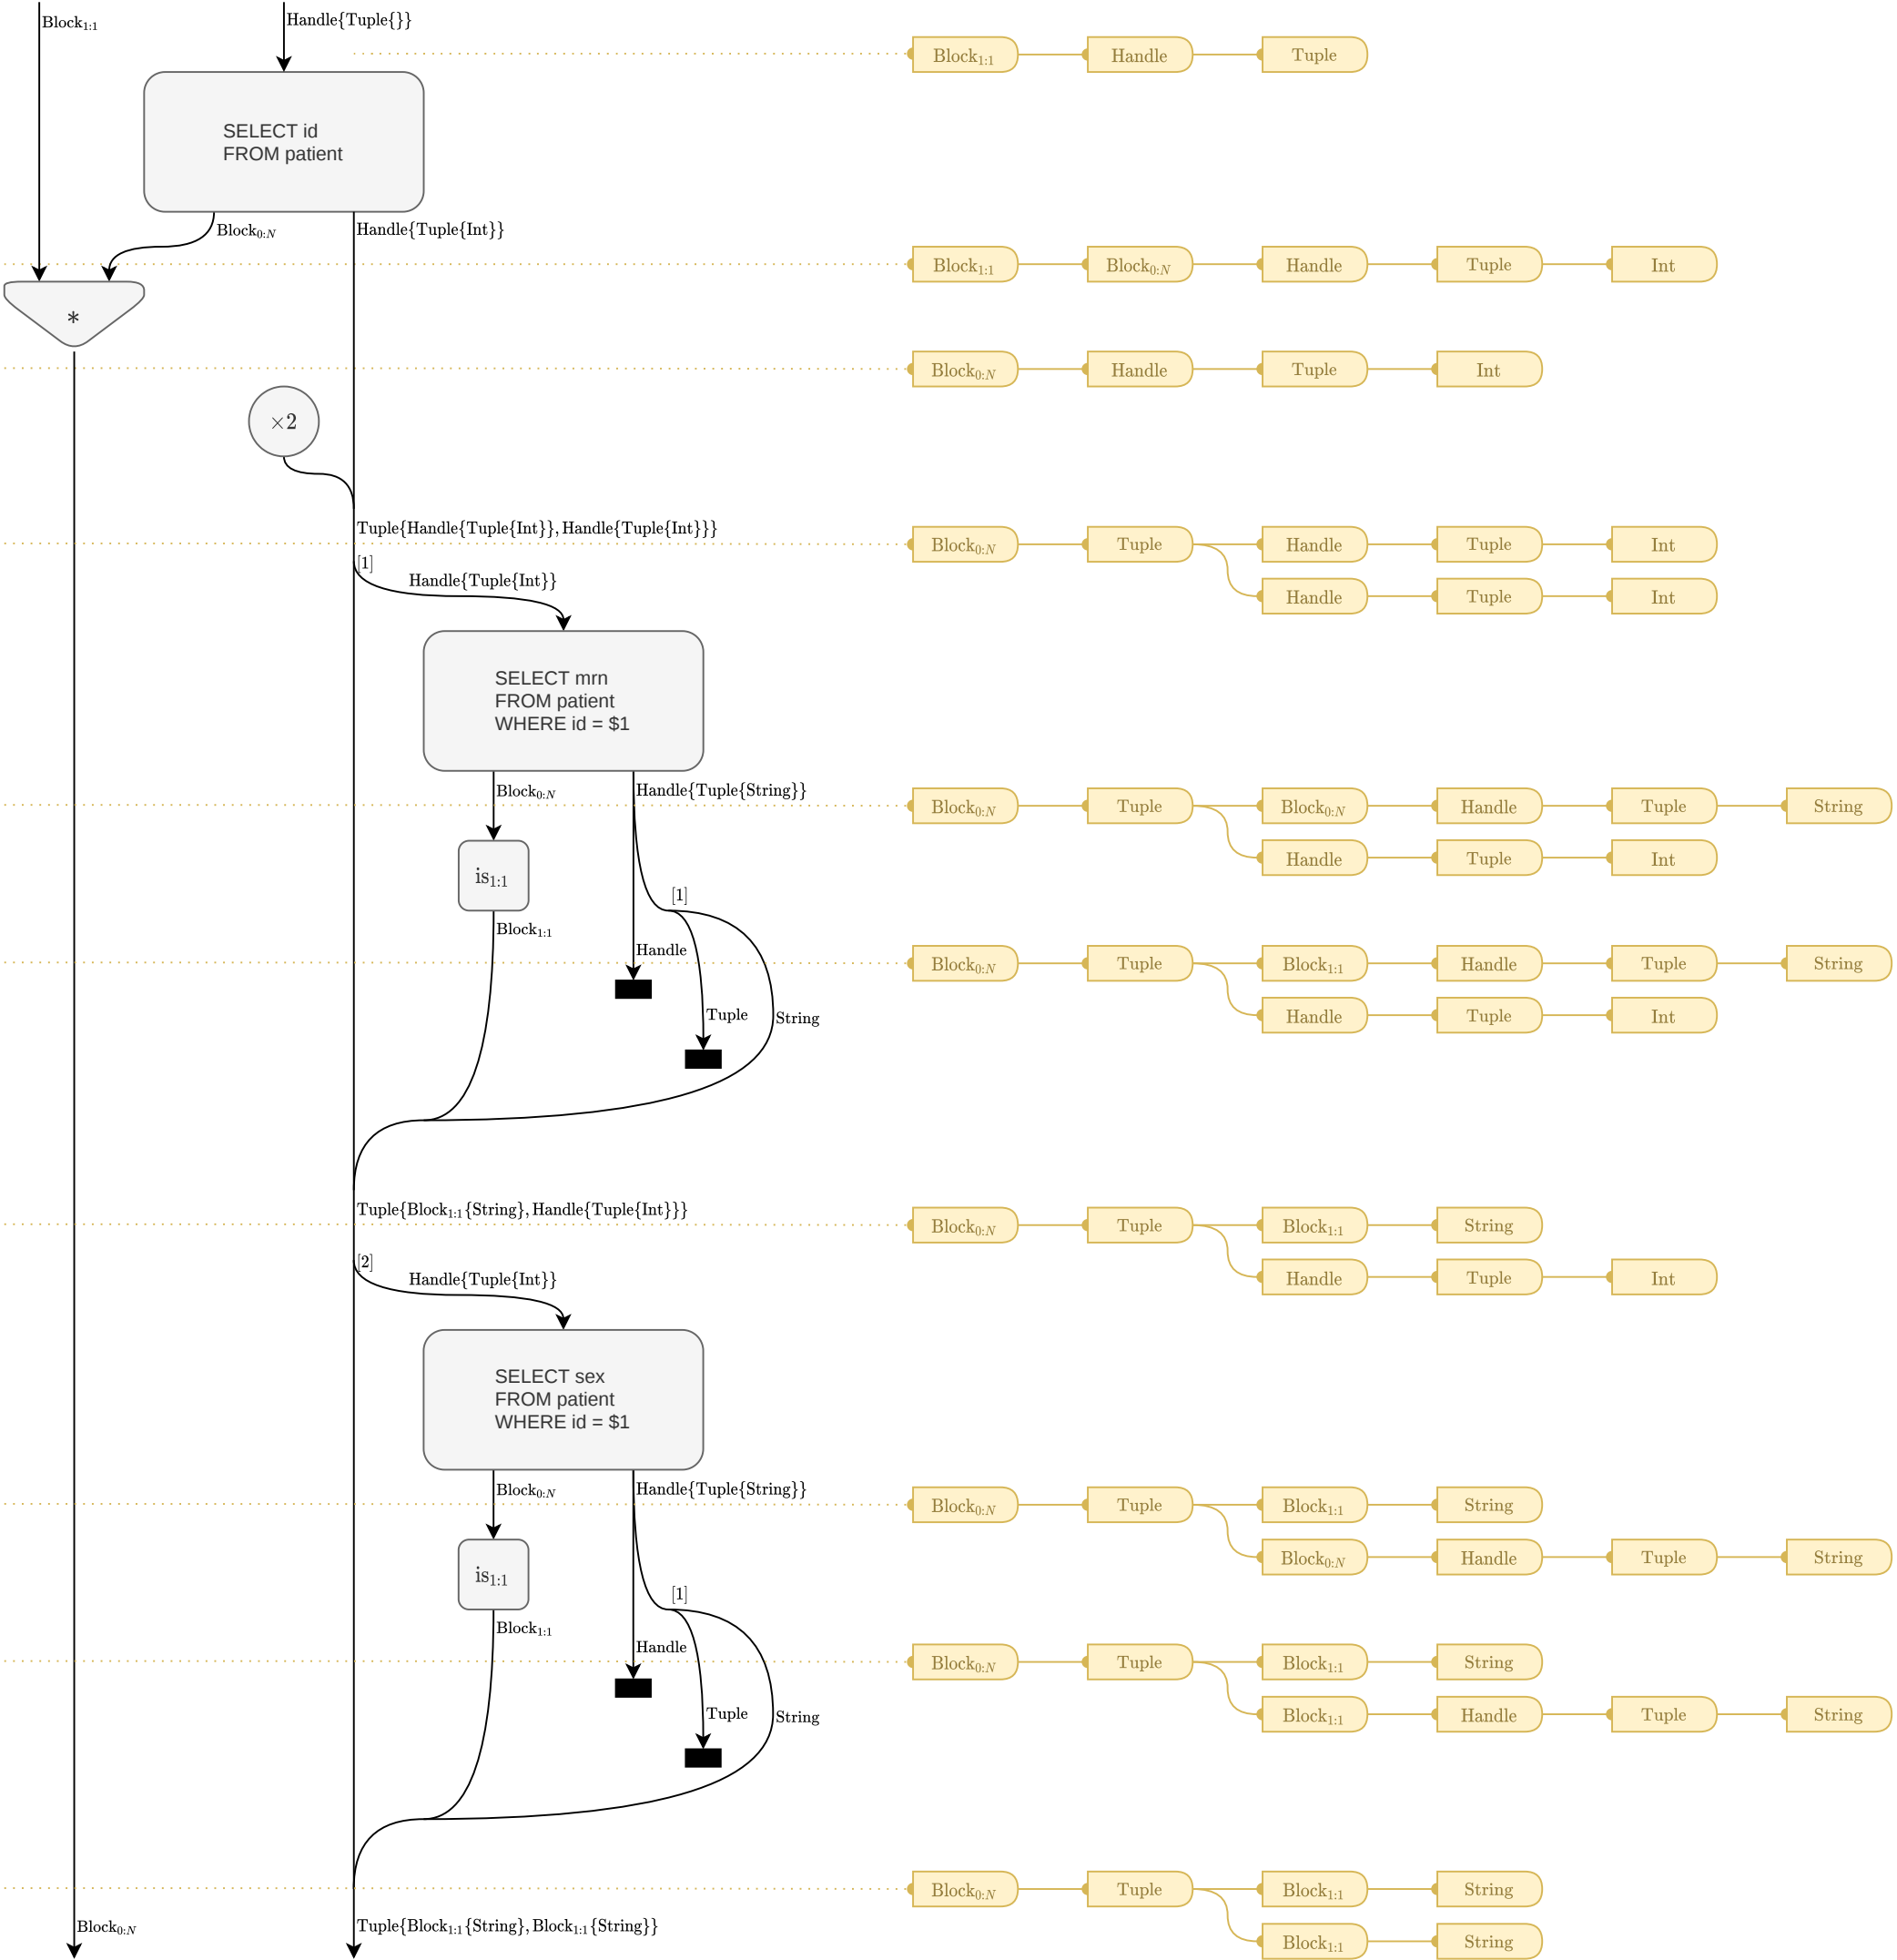 Block1:1
Handle{Tuple{}}
Block1:1 Handle Tuple
SELECT id
FROM patient
Block0:N
Handle{Tuple{Int}}
Block1:1 Block0:N Handle Tuple Int
*
Block0:N Handle Tuple Int
×2
Tuple{Handle{Tuple{Int}}, Handle{Tuple{Int}}}
Block0:N Tuple Handle Tuple Int
[1]
Handle{Tuple{Int}}
Handle Tuple Int
SELECT mrn
FROM patient
WHERE id = $1
Block0:N
Handle{Tuple{String}}
Block0:N Tuple Block0:N Handle Tuple String
Handle Tuple Int
is1:1
[1]
Block1:1
Handle
Block0:N Tuple Block1:1 Handle Tuple String
Tuple
String
Handle Tuple Int
Tuple{Block1:1{String}, Handle{Tuple{Int}}}
Block0:N Tuple Block1:1 String
[2]
Handle{Tuple{Int}}
Handle Tuple Int
SELECT sex
FROM patient
WHERE id = $1
Block0:N
Handle{Tuple{String}}
Block0:N Tuple Block1:1 String
Block0:N Handle Tuple String
is1:1
[1]
Block1:1
Handle
Block0:N Tuple Block1:1 String
Tuple
String
Block1:1 Handle Tuple String
Block0:N Tuple Block1:1 String
Block0:N
Tuple{Block1:1{String}, Block1:1{String}}
Block1:1 String